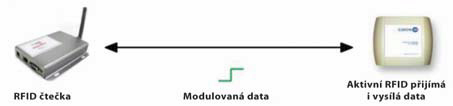 RFID čtečka
Modulovaná data
Aktivní RFID přijímá
i vysílá data